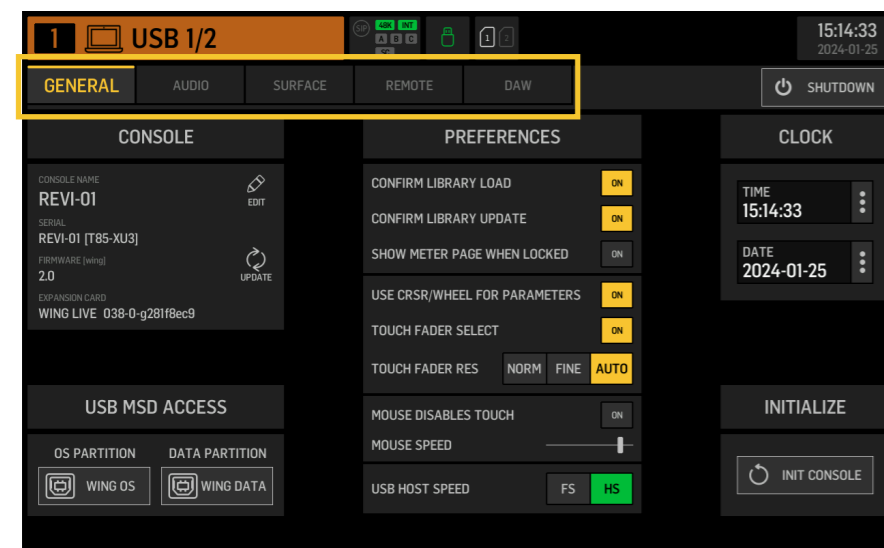 1 USB 1/2
SIP 48K INT
A B C
SC
1 2
15:14:33
2024-01-25
GENERAL AUDIO SURFACE REMOTE DAW
SHUTDOWN
CONSOLE
CONSOLE NAME
REVI-01
EDIT
SERIAL
REVI-01 [T85-XU3]
FIRMWARE [wing]
2.0
UPDATE
EXPANSION CARD
WING LIVE 038-0-g281f8ec9
USB MSD ACCESS
OS PARTITION DATA PARTITION
WING OS WING DATA
PREFERENCES
CONFIRM LIBRARY LOAD ON
CONFIRM LIBRARY UPDATE ON
SHOW METER PAGE WHEN LOCKED ON
USE CRSR/WHEEL FOR PARAMETERS ON
TOUCH FADER SELECT ON
TOUCH FADER RES NORM FINE AUTO
MOUSE DISABLES TOUCH ON
MOUSE SPEED
USB HOST SPEED FS HS
CLOCK
TIME
15:14:33
DATE
2024-01-25
INITIALIZE
INIT CONSOLE